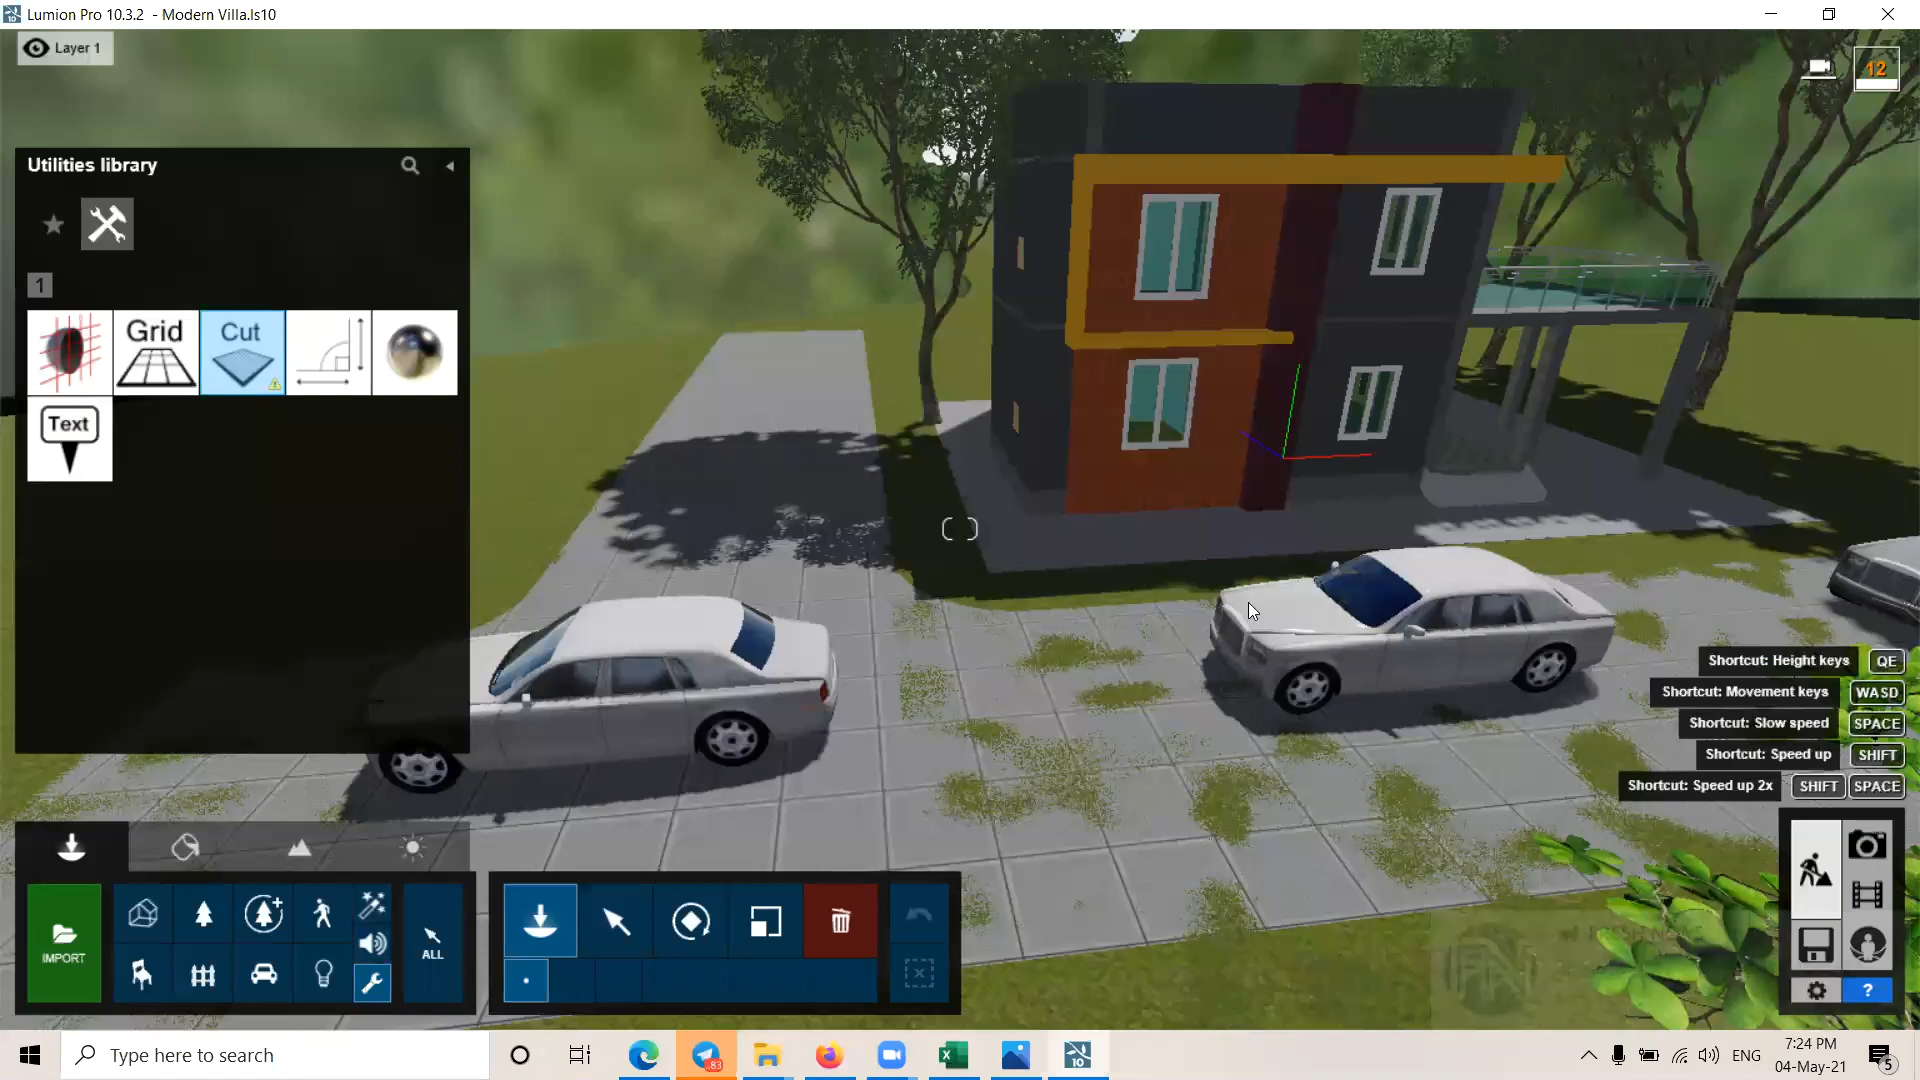 Lumion Pro 10.3.2 - Modern Villa.ls10
Layer 1
12
Utilities library
1
Grid
Cut
Text
Shortcut: Height keys QE
Shortcut: Movement keys WASD
Shortcut: Slow speed SPACE
Shortcut: Speed up SHIFT
Shortcut: Speed up 2x SHIFT SPACE
IMPORT
ALL
?
Type here to search
83
10
ENG
7:24 PM
04-May-21
5